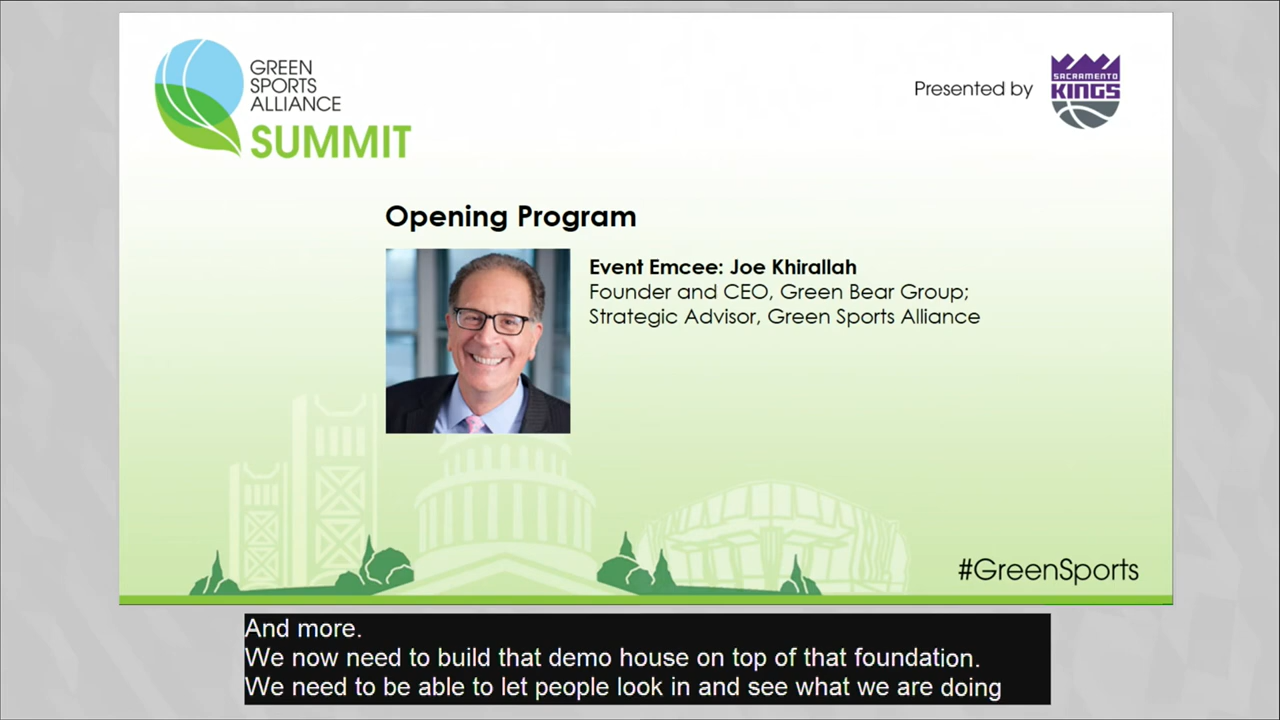 GREEN
SPORTS
ALLIANCE
SUMMIT
Presented by
SACRAMENTO
KINGS
Opening Program
Event Emcee: Joe Khirallah
Founder and CEO, Green Bear Group;
Strategic Advisor, Green Sports Alliance
#GreenSports
And more.
We now need to build that demo house on top of that foundation.
We need to be able to let people look in and see what we are doing